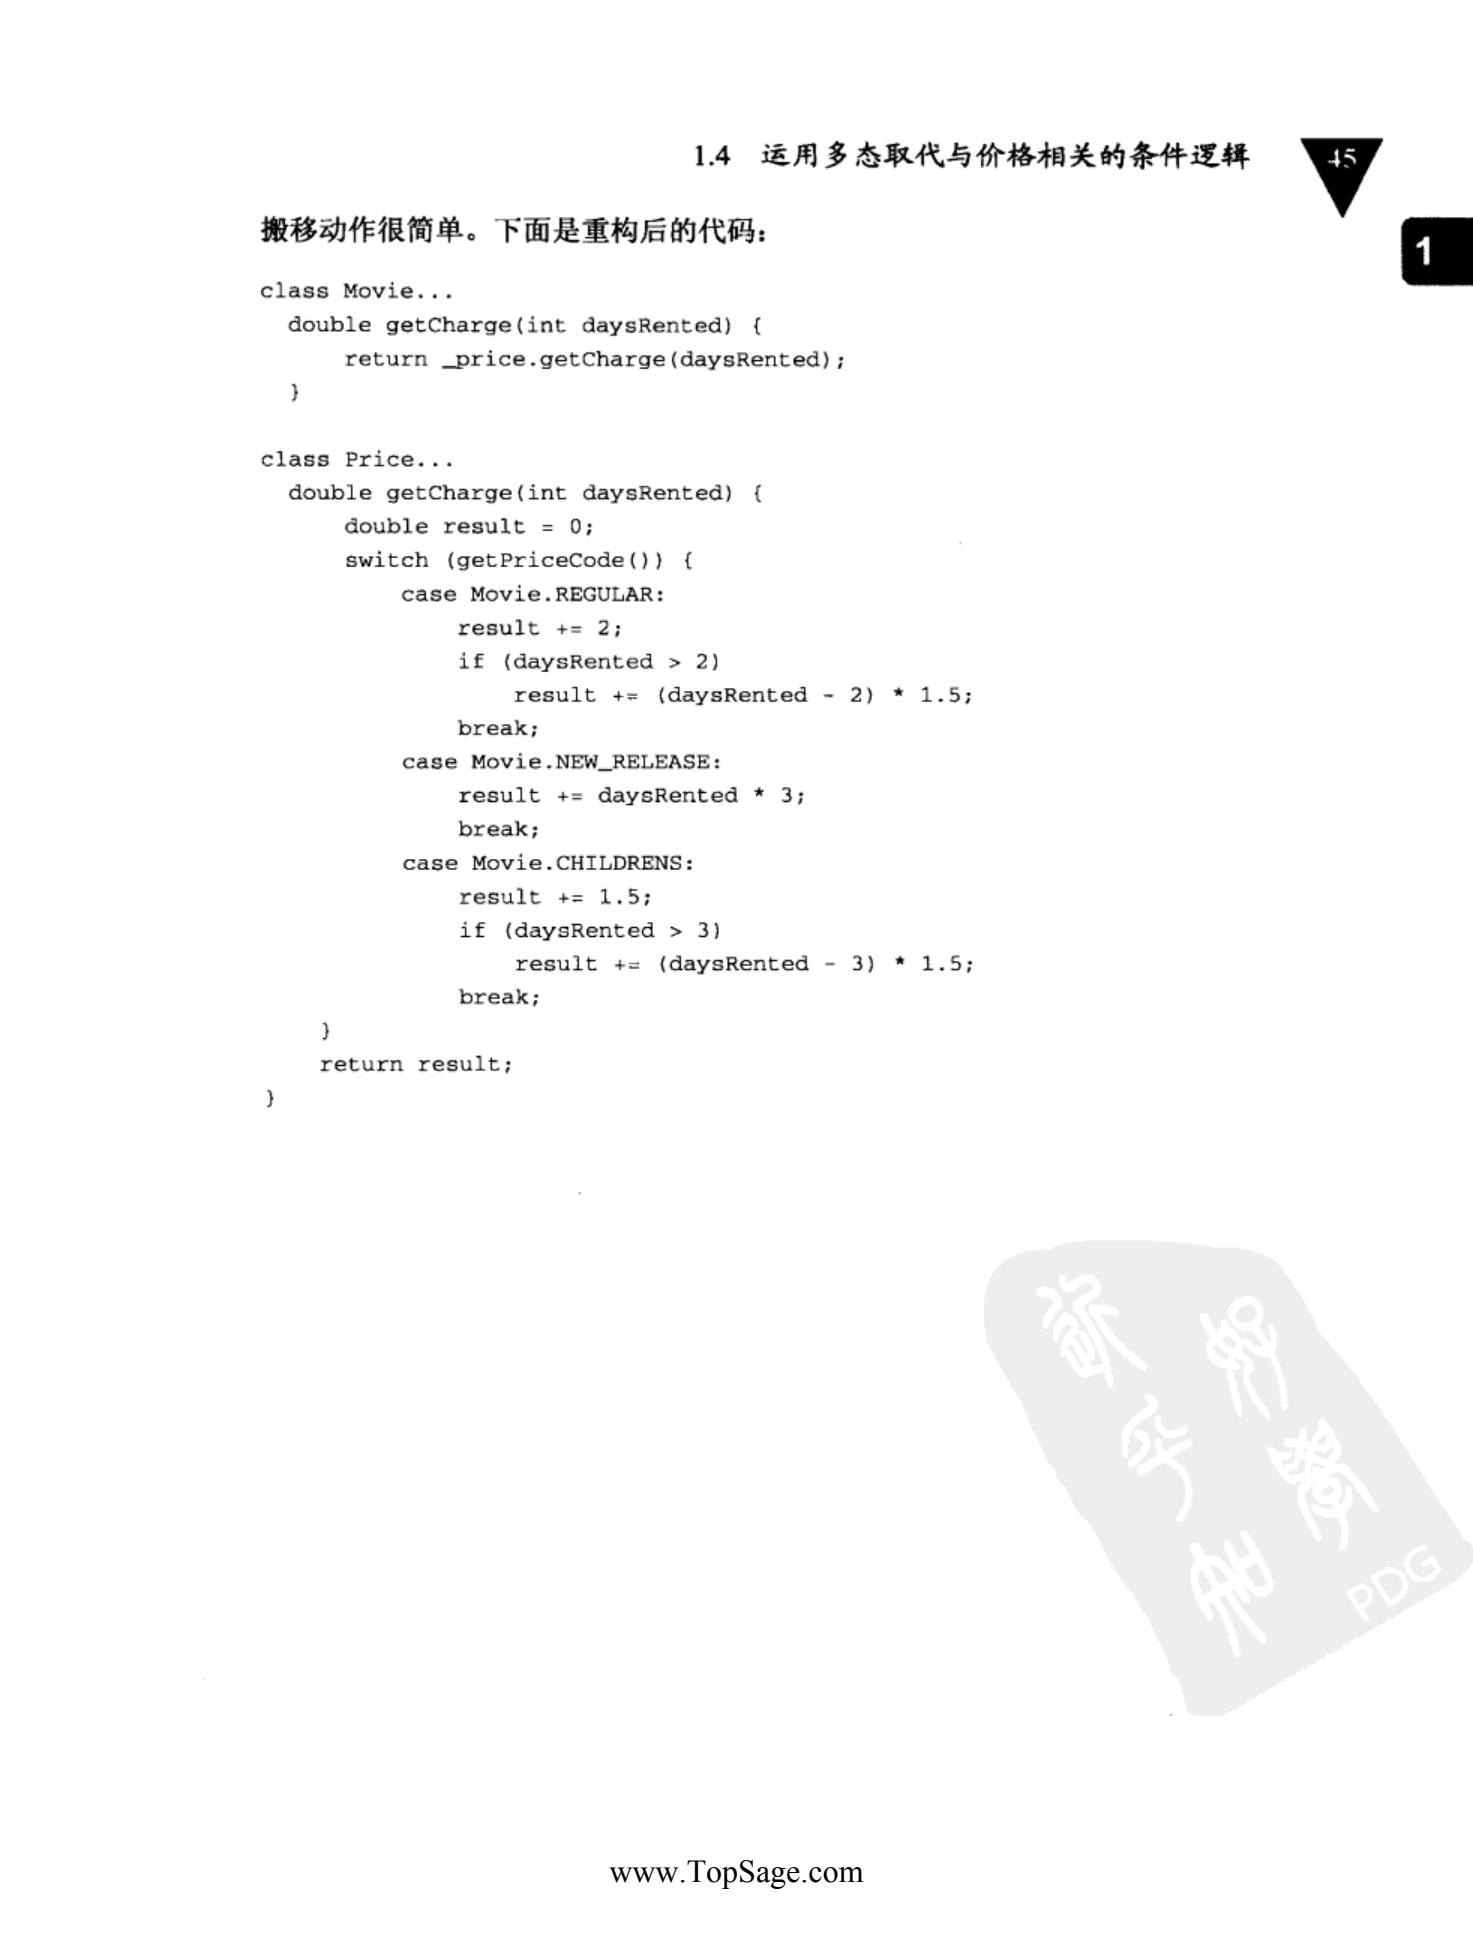 1.4 运用多态取代与价格相关的条件逻辑
45
1
搬移动作很简单。下面是重构后的代码：
class Movie...
  double getCharge(int daysRented) {
      return _price.getCharge(daysRented);
  }
class Price...
  double getCharge(int daysRented) {
      double result = 0;
      switch (getPriceCode()) {
          case Movie.REGULAR:
              result += 2;
              if (daysRented > 2)
                  result += (daysRented - 2) * 1.5;
              break;
          case Movie.NEW_RELEASE:
              result += daysRented * 3;
              break;
          case Movie.CHILDRENS:
              result += 1.5;
              if (daysRented > 3)
                  result += (daysRented - 3) * 1.5;
              break;
    }
    return result;
}
PDG
www.TopSage.com